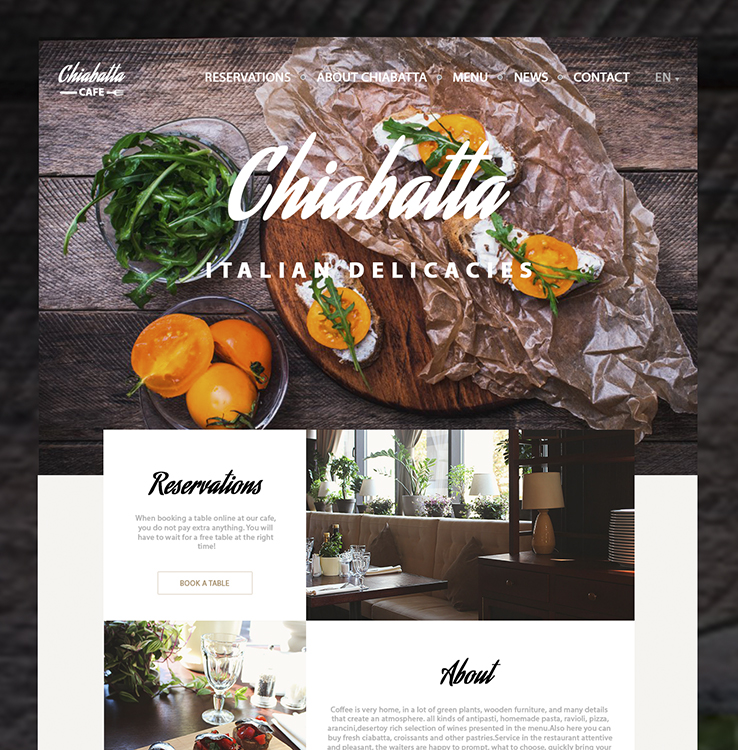 Chiabatta
CAFE
RESERVATIONS ABOUT CHIABATTA MENU NEWS CONTACT EN
Chiabatta
ITALIAN DELICACIES
Reservations
When booking a table online at our cafe,
you do not pay extra anything. You will
have to wait for a free table at the right
time!
BOOK A TABLE
About
Coffee is very home, in a lot of green plants, wooden furniture, and many details
that create an atmosphere. all kinds of antipasti, homemade pasta, ravioli, pizza,
arancini,desertoy rich selection of wines presented in the menu.Also here you can
buy fresh ciabatta, croissants and other pastries.Service in the restaurant attentive
and pleasant, the waiters are happy to prompt, what to choose, quickly bring your